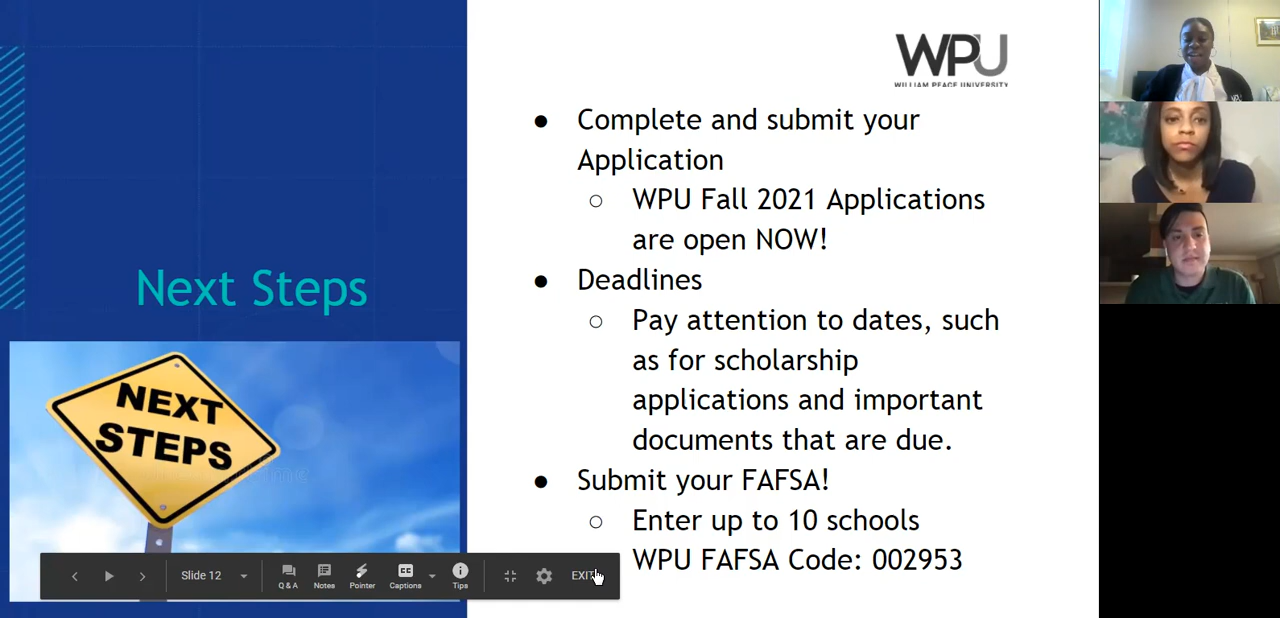 WPU
WILLIAM PEACE UNIVERSITY
Next Steps
NEXT
STEPS
● Complete and submit your
Application
○ WPU Fall 2021 Applications
are open NOW!
● Deadlines
○ Pay attention to dates, such
as for scholarship
applications and important
documents that are due.
● Submit your FAFSA!
○ Enter up to 10 schools
WPU FAFSA Code: 002953
Slide 12
Q & A
Notes
Pointer
Captions
Tips
EXIT